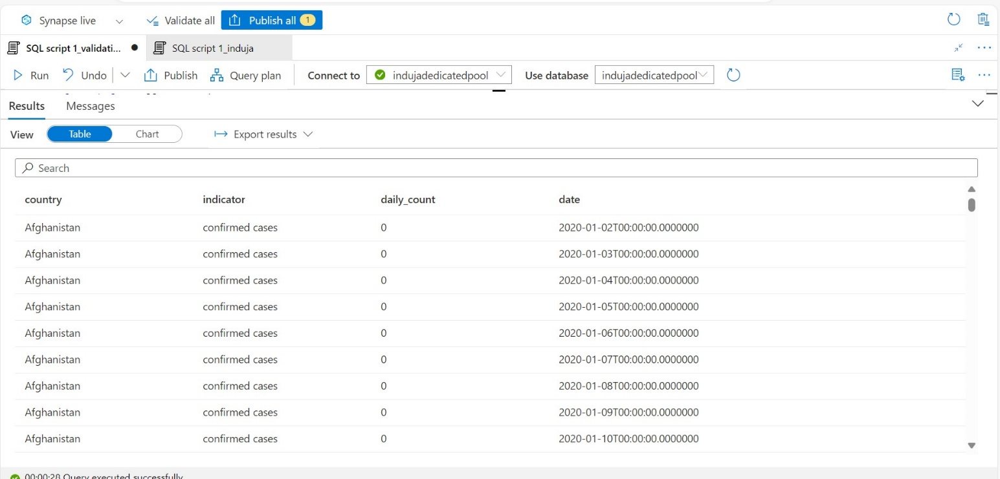 Synapse live Validate all Publish all 1
SQL script 1_validati... SQL script 1_induja
Run Undo Publish Query plan Connect to indujadedicatedpool Use database indujadedicatedpool
Results Messages
View Table Chart Export results
Search
country indicator daily_count date
Afghanistan confirmed cases 0 2020-01-02T00:00:00.0000000
Afghanistan confirmed cases 0 2020-01-03T00:00:00.0000000
Afghanistan confirmed cases 0 2020-01-04T00:00:00.0000000
Afghanistan confirmed cases 0 2020-01-05T00:00:00.0000000
Afghanistan confirmed cases 0 2020-01-06T00:00:00.0000000
Afghanistan confirmed cases 0 2020-01-07T00:00:00.0000000
Afghanistan confirmed cases 0 2020-01-08T00:00:00.0000000
Afghanistan confirmed cases 0 2020-01-09T00:00:00.0000000
Afghanistan confirmed cases 0 2020-01-10T00:00:00.0000000
00:00:28 Query executed successfully